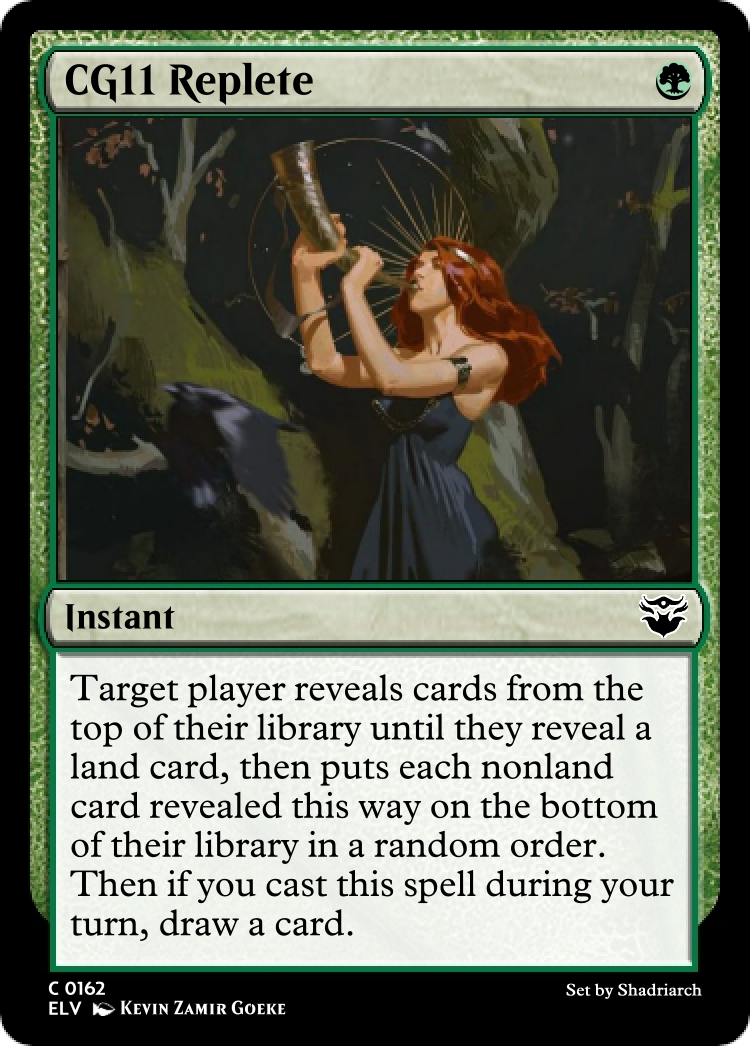 CG11 Replete
Instant
Target player reveals cards from the
top of their library until they reveal a
land card, then puts each nonland
card revealed this way on the bottom
of their library in a random order.
Then if you cast this spell during your
turn, draw a card.
C 0162
ELV Kevin Zamir Goeke
Set by Shadriarch